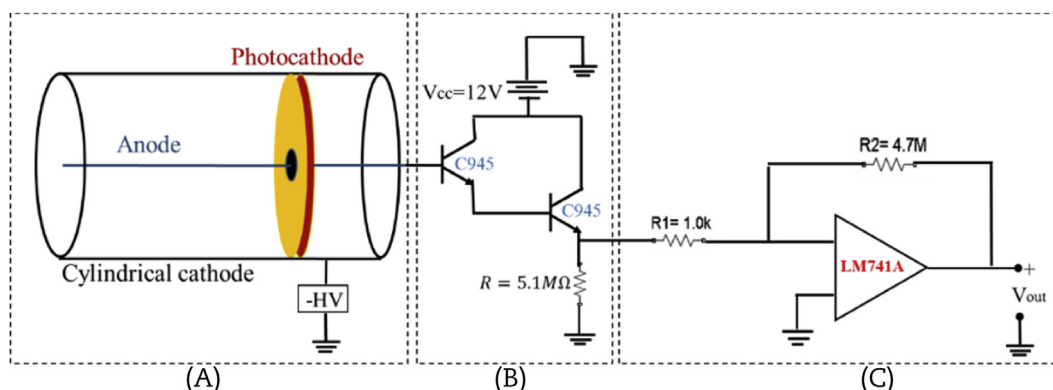 Photocathode
Anode
Cylindrical cathode
-HV
(A)
Vcc=12V
C945
C945
R = 5.1MΩ
(B)
R1= 1.0k
R2= 4.7M
LM741A
+
Vout
(C)